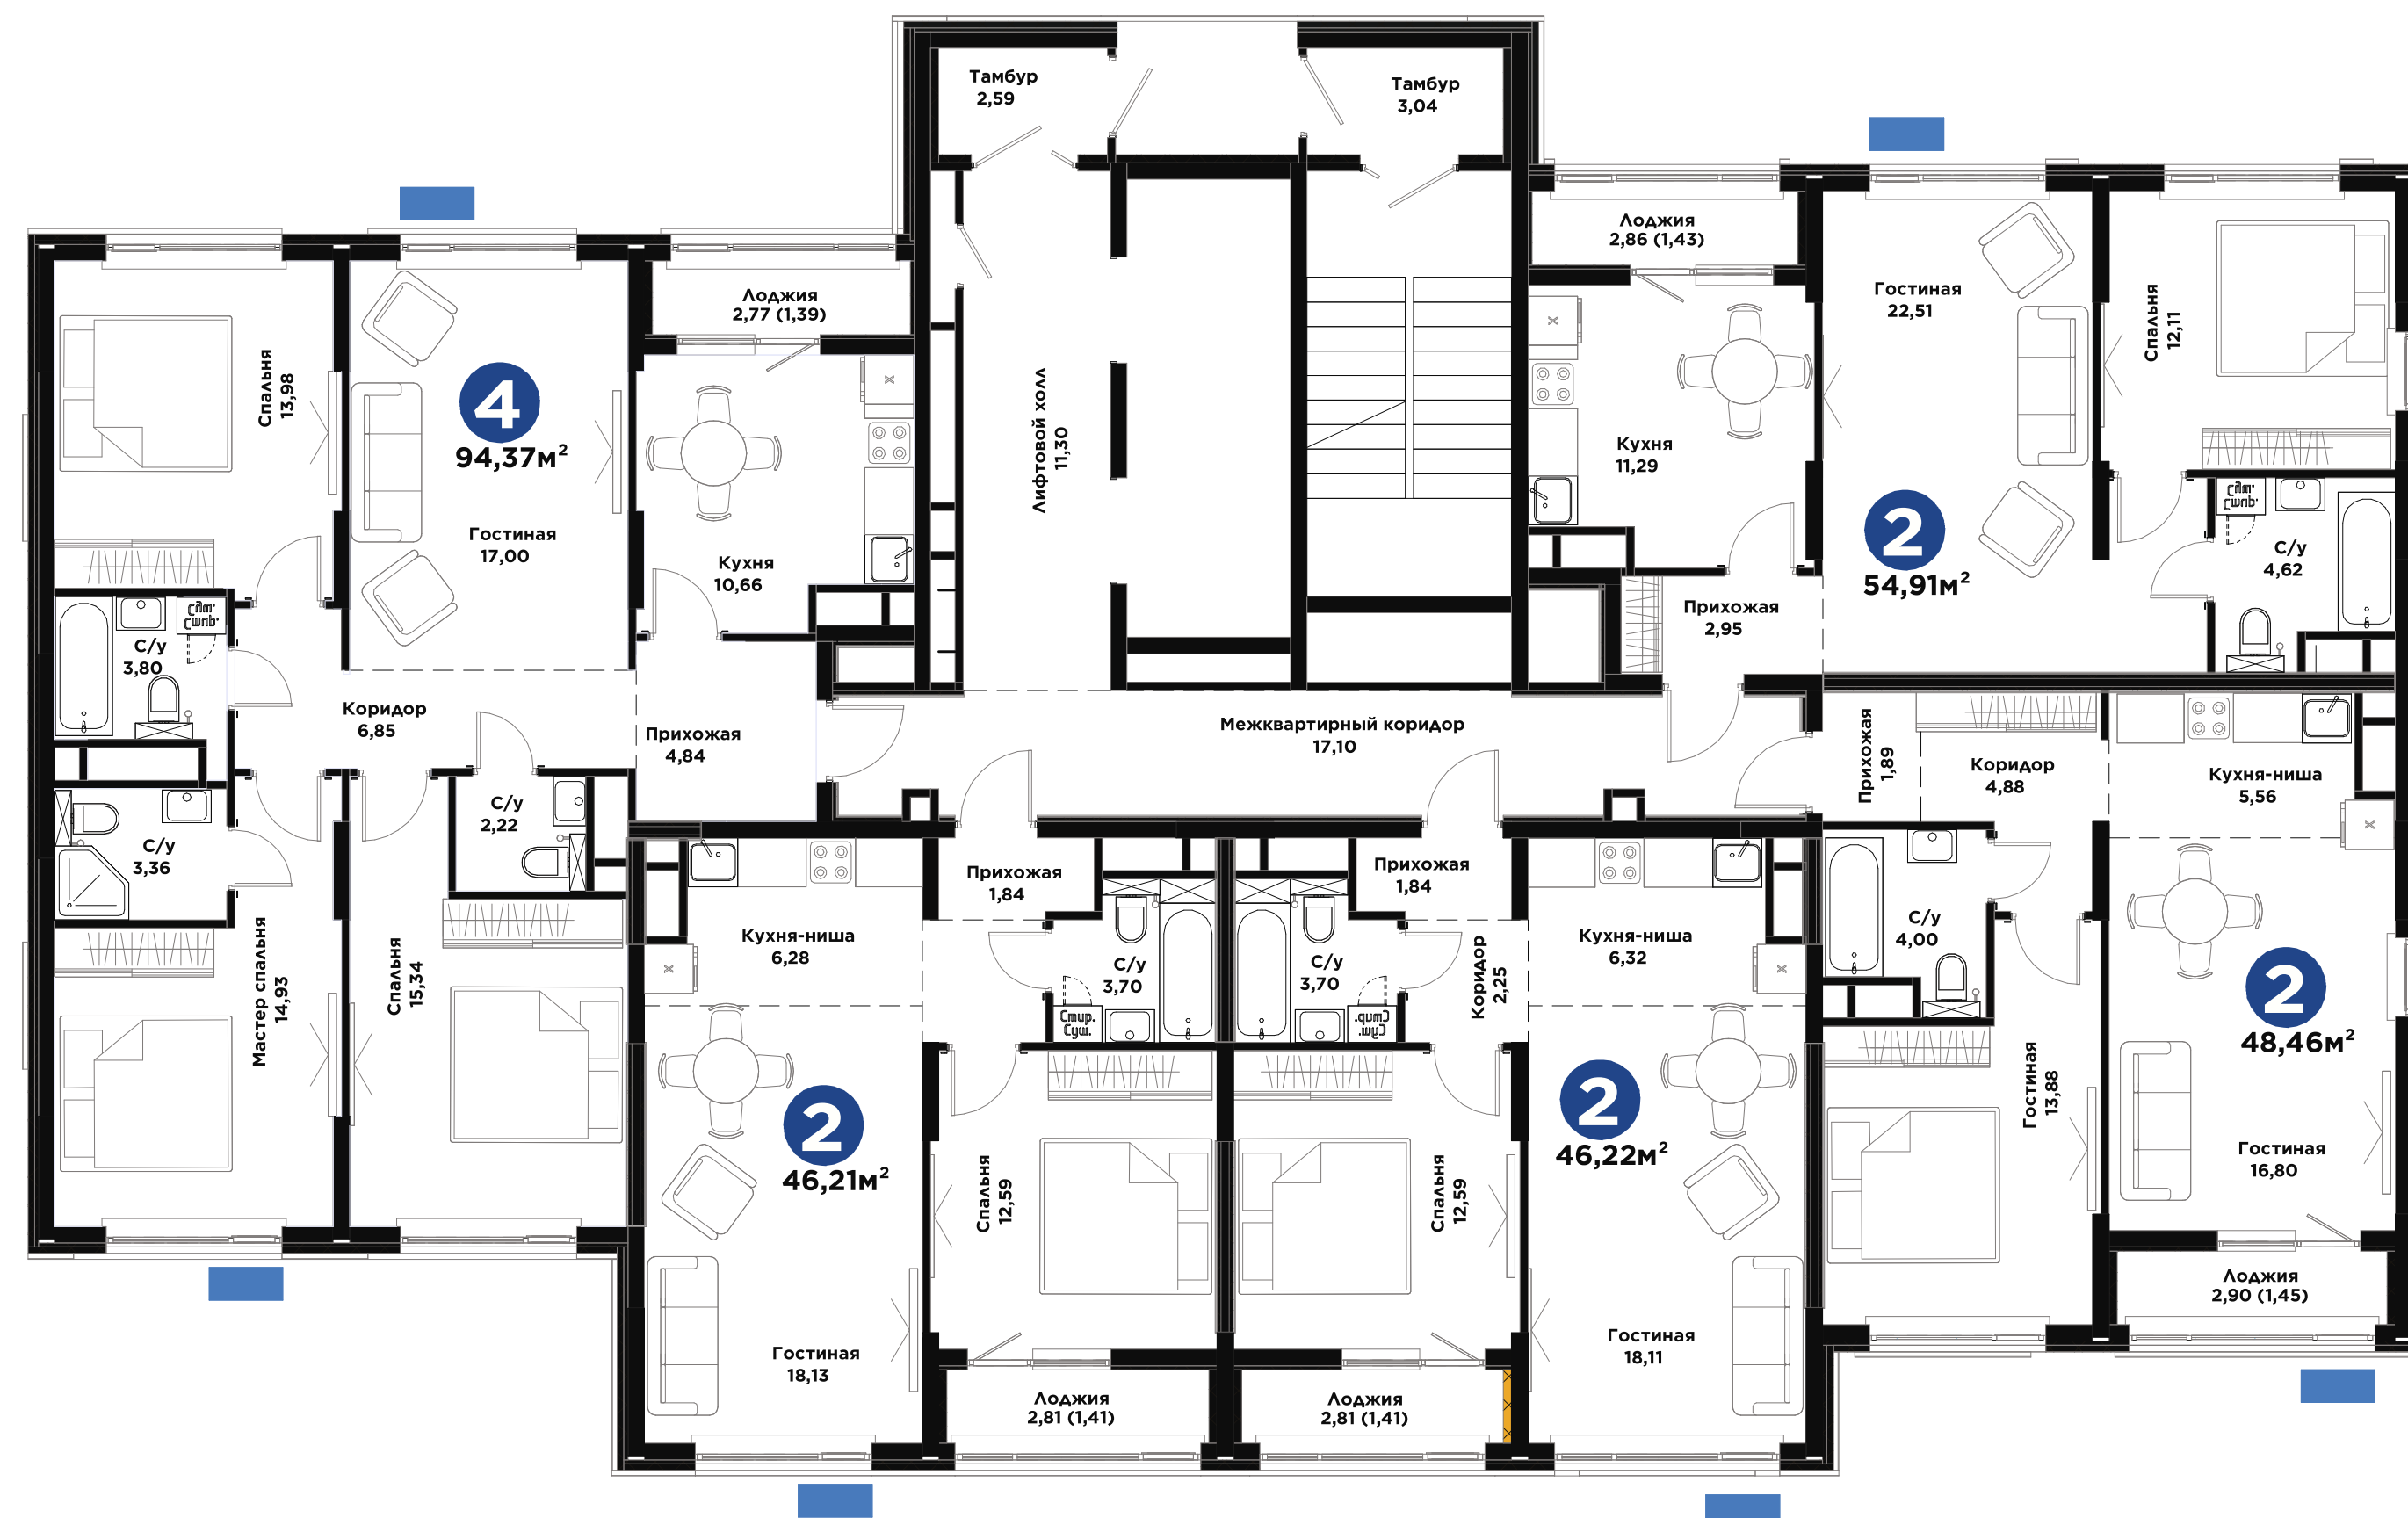 Тамбур
2,59
Тамбур
3,04
Лоджия
2,77 (1,39)
Спальня
13,98
4
94,37м²
Гостиная
17,00
Кухня
10,66
С/у
3,80
Суш.
Стир.
Коридор
6,85
Прихожая
4,84
С/у
2,22
С/у
3,36
Мастер спальня
14,93
Спальня
15,34
Лифтовой холл
11,30
Межквартирный коридор
17,10
Лоджия
2,86 (1,43)
Кухня
11,29
Гостиная
22,51
Спальня
12,11
2
54,91м²
Прихожая
2,95
Суш.
Стир.
С/у
4,62
Прихожая
1,89
Коридор
4,88
Кухня-ниша
5,56
С/у
4,00
2
48,46м²
Гостиная
13,88
Гостиная
16,80
Лоджия
2,90 (1,45)
Кухня-ниша
6,28
Прихожая
1,84
С/у
3,70
Стир.
Суш.
2
46,21м²
Спальня
12,59
Гостиная
18,13
Лоджия
2,81 (1,41)
Прихожая
1,84
С/у
3,70
Стир.
Суш.
Коридор
2,25
Кухня-ниша
6,32
2
46,22м²
Спальня
12,59
Гостиная
18,11
Лоджия
2,81 (1,41)